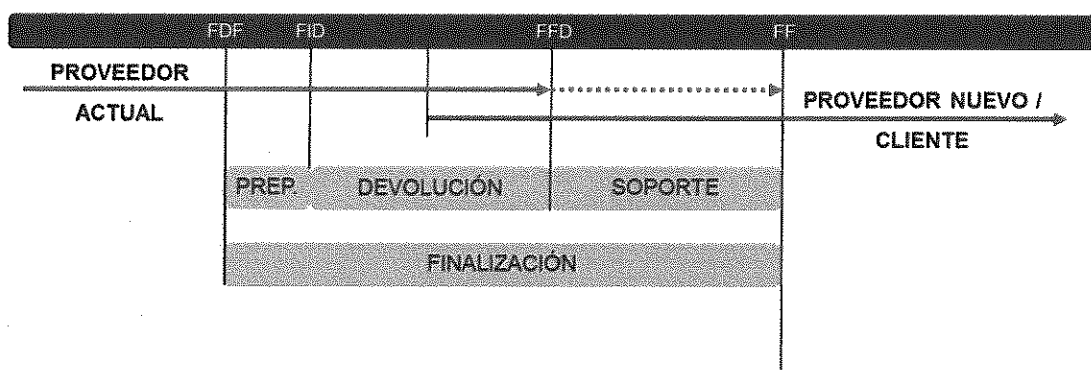 FDF FID FFD FF
PROVEEDOR
ACTUAL
PROVEEDOR NUEVO /
CLIENTE
PREP. DEVOLUCIÓN SOPORTE
FINALIZACIÓN